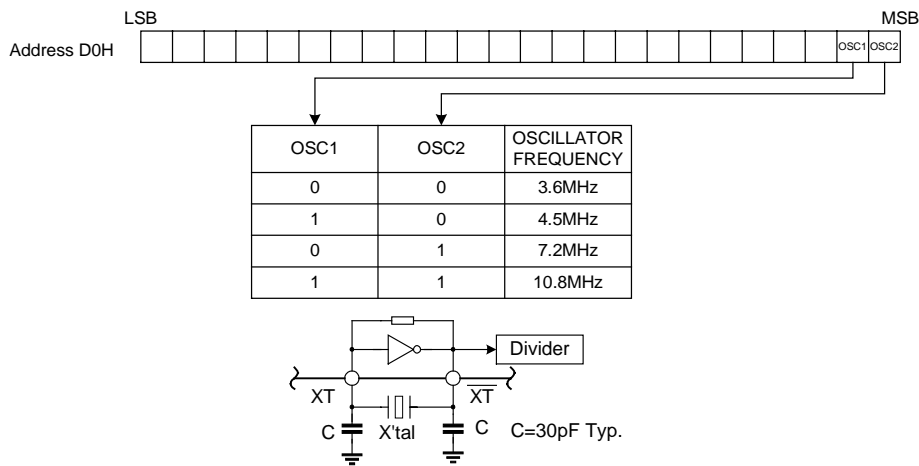 LSB MSB
Address D0H OSC1 OSC2
OSC1 OSC2 OSCILLATOR
FREQUENCY
0 0 3.6MHz
1 0 4.5MHz
0 1 7.2MHz
1 1 10.8MHz
Divider
XT XT
C X'tal C C=30pF Typ.